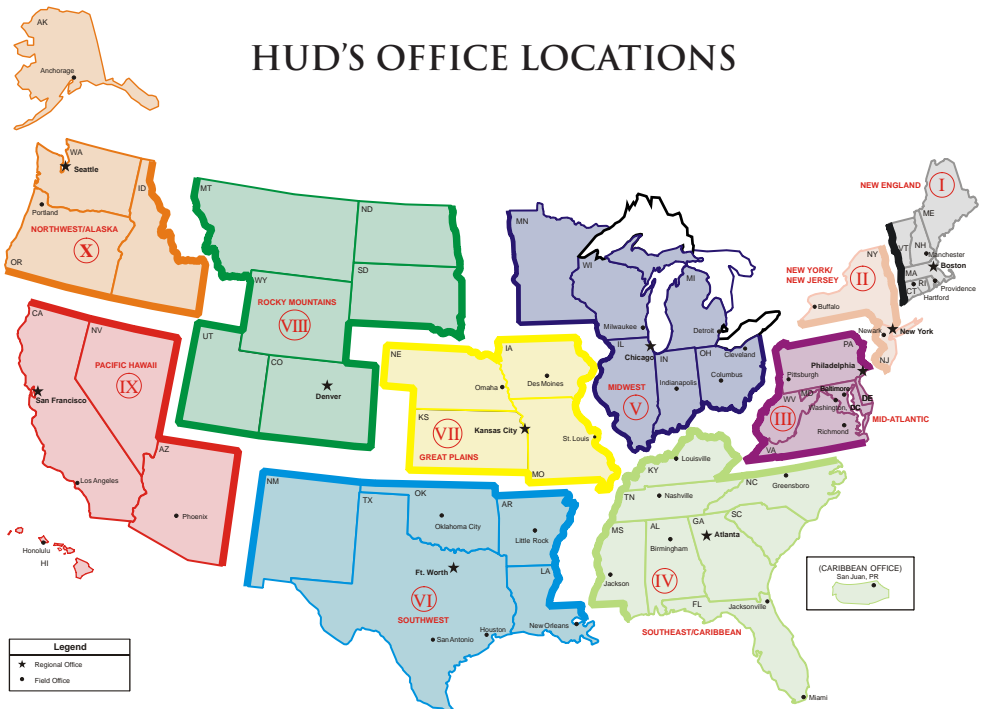 HUD'S OFFICE LOCATIONS
AK
Anchorage
WA
Seattle
ID
Portland
NORTHWEST/ALASKA
X
OR
MT
ND
SD
WY
ROCKY MOUNTAINS
VIII
UT
CO
Denver
CA
NV
PACIFIC HAWAII
IX
San Francisco
AZ
Los Angeles
Phoenix
Honolulu
HI
NE
IA
Omaha
Des Moines
KS
VII
Kansas City
GREAT PLAINS
St. Louis
MO
MN
WI
MI
Milwaukee
Detroit
IL
Chicago
IN
OH
Cleveland
MIDWEST
V
Indianapolis
Columbus
NEW ENGLAND
I
ME
VT
NH
Manchester
Boston
MA
CT
RI
Providence
Hartford
NEW YORK/
NEW JERSEY
II
NY
Buffalo
Newark
New York
NJ
PA
Philadelphia
Pittsburgh
WV
MD
Baltimore
DE
Washington, DC
III
MID-ATLANTIC
Richmond
VA
NM
TX
OK
Oklahoma City
AR
Little Rock
LA
Ft. Worth
VI
SOUTHWEST
San Antonio
Houston
New Orleans
KY
Louisville
TN
Nashville
NC
Greensboro
MS
AL
Birmingham
GA
Atlanta
SC
Jackson
IV
FL
Jacksonville
SOUTHEAST/CARIBBEAN
Miami
(CARIBBEAN OFFICE)
San Juan, PR
Legend
Regional Office
Field Office